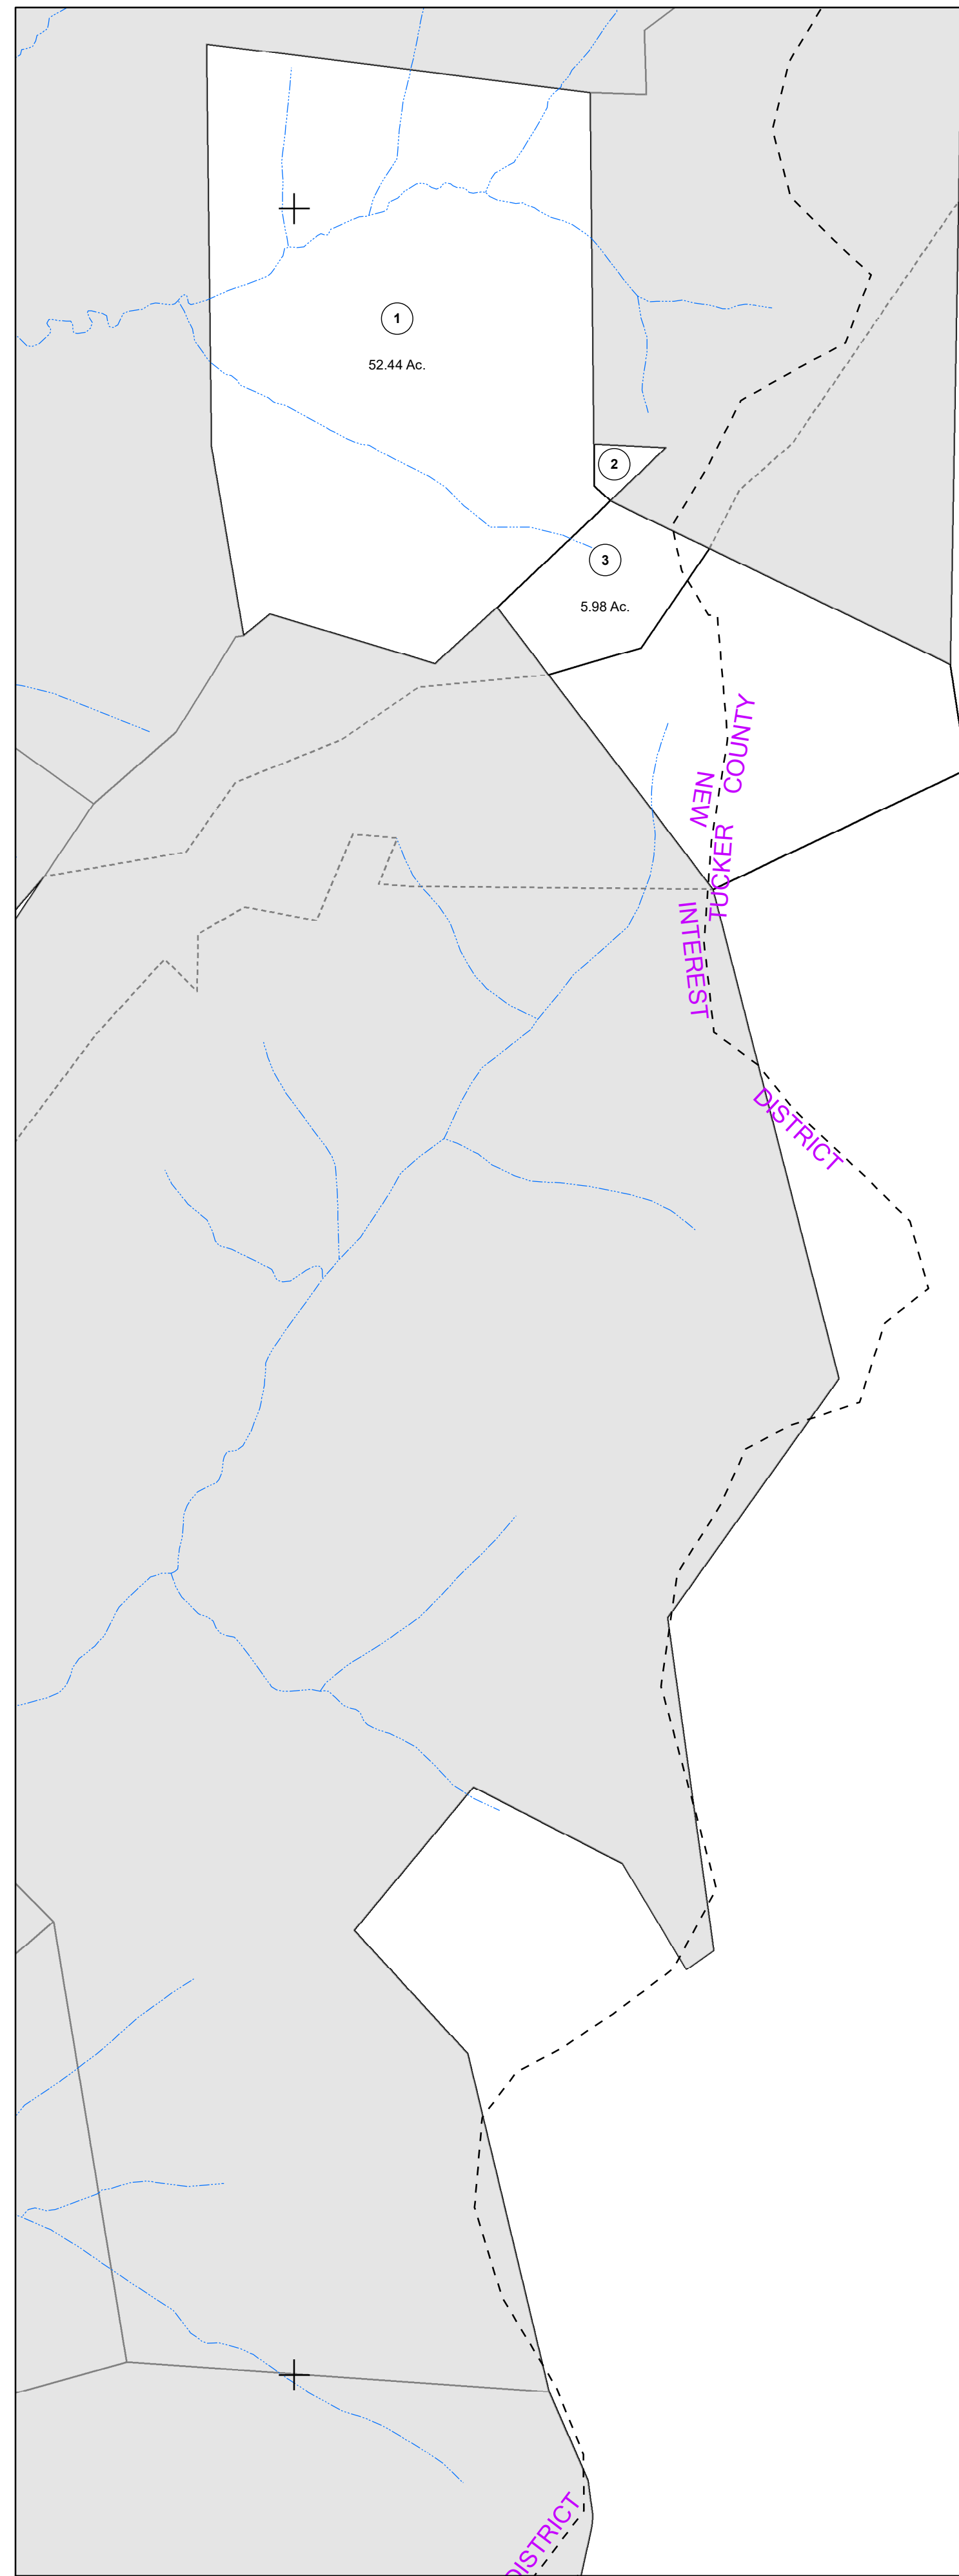 1
52.44 Ac.
2
3
5.98 Ac.
COUNTY
NEW
TUCKER
INTEREST
DISTRICT
DISTRICT